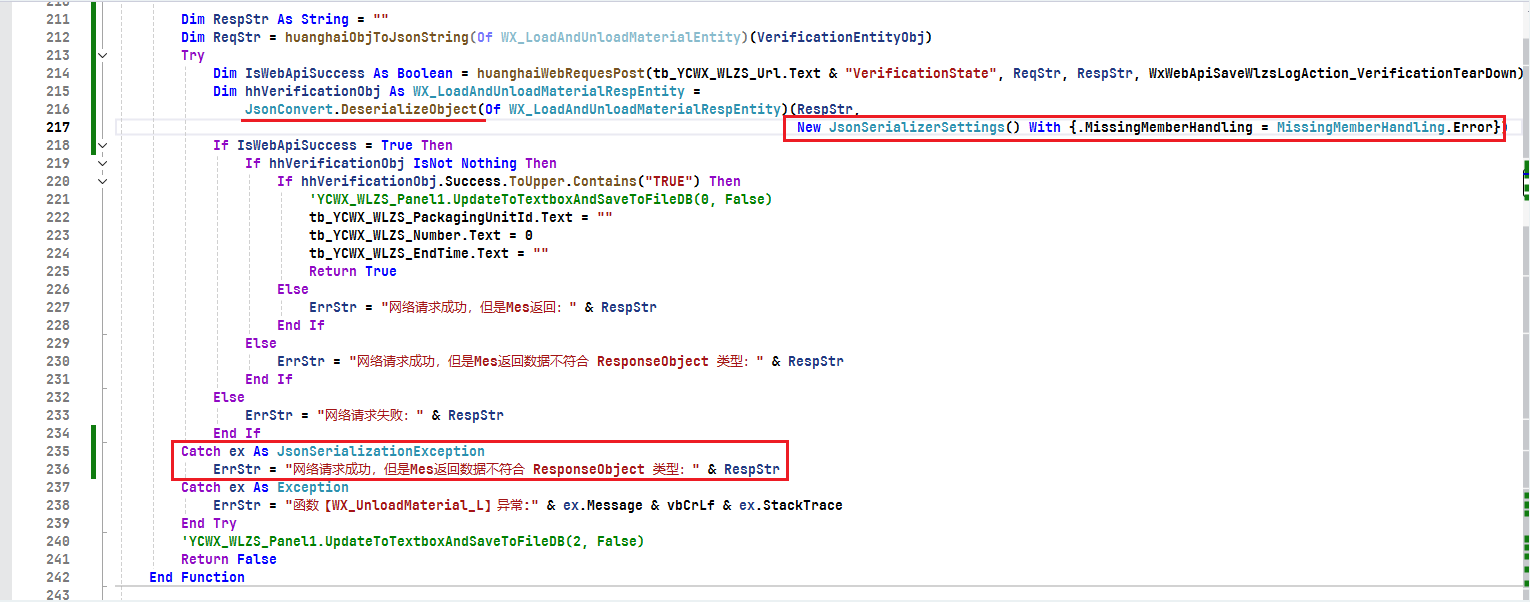 210
211 Dim RespStr As String = ""
212 Dim ReqStr = huanghaiObjToJsonString(Of WX_LoadAndUnloadMaterialEntity)(VerificationEntityObj)
213 Try
214 Dim IsWebApiSuccess As Boolean = huanghaiWebRequesPost(tb_YCWX_WLZS_Url.Text & "VerificationState", ReqStr, RespStr, WxWebApiSaveWlzsLogAction_VerificationTearDown)
215 Dim hhVerificationObj As WX_LoadAndUnloadMaterialRespEntity =
216 JsonConvert.DeserializeObject(Of WX_LoadAndUnloadMaterialRespEntity)(RespStr,
217 New JsonSerializerSettings() With {.MissingMemberHandling = MissingMemberHandling.Error})
218 If IsWebApiSuccess = True Then
219 If hhVerificationObj IsNot Nothing Then
220 If hhVerificationObj.Success.ToUpper.Contains("TRUE") Then
221 'YCWX_WLZS_Panel1.UpdateToTextboxAndSaveToFileDB(0, False)
222 tb_YCWX_WLZS_PackagingUnitId.Text = ""
223 tb_YCWX_WLZS_Number.Text = 0
224 tb_YCWX_WLZS_EndTime.Text = ""
225 Return True
226 Else
227 ErrStr = "网络请求成功，但是Mes返回：" & RespStr
228 End If
229 Else
230 ErrStr = "网络请求成功，但是Mes返回数据不符合 ResponseObject 类型：" & RespStr
231 End If
232 Else
233 ErrStr = "网络请求失败：" & RespStr
234 End If
235 Catch ex As JsonSerializationException
236 ErrStr = "网络请求成功，但是Mes返回数据不符合 ResponseObject 类型：" & RespStr
237 Catch ex As Exception
238 ErrStr = "函数【WX_UnloadMaterial_L】异常:" & ex.Message & vbCrLf & ex.StackTrace
239 End Try
240 'YCWX_WLZS_Panel1.UpdateToTextboxAndSaveToFileDB(2, False)
241 Return False
242 End Function
243